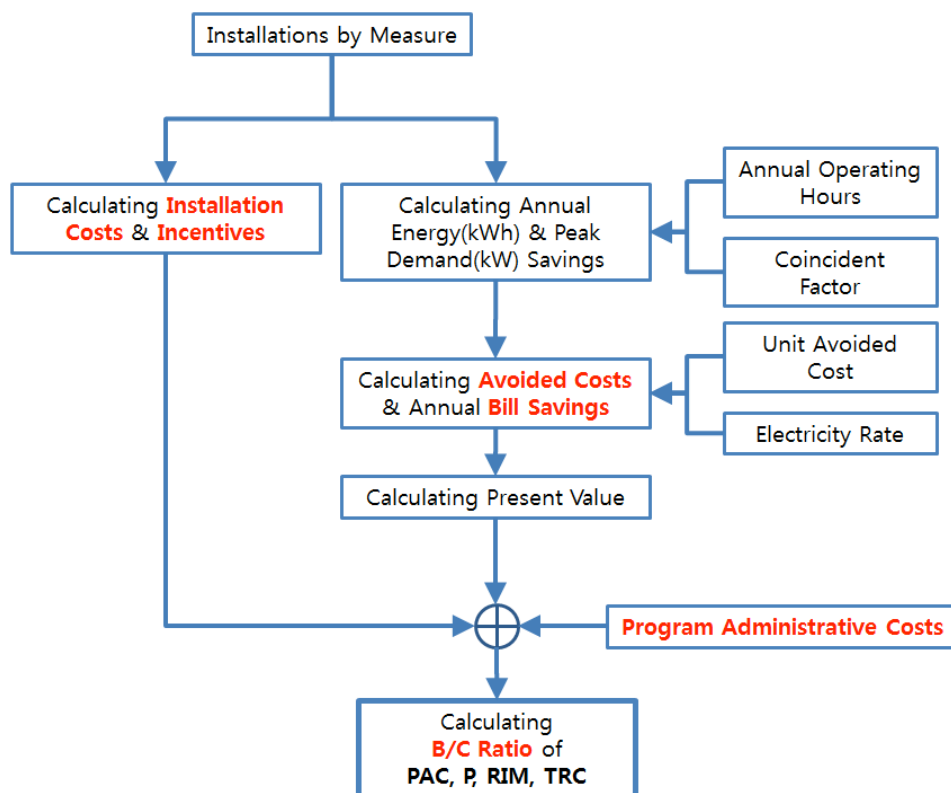 Installations by Measure
Calculating Installation
Costs & Incentives
Calculating Annual
Energy(kWh) & Peak
Demand(kW) Savings
Annual Operating
Hours
Coincident
Factor
Calculating Avoided Costs
& Annual Bill Savings
Unit Avoided
Cost
Electricity Rate
Calculating Present Value
Program Administrative Costs
Calculating
B/C Ratio of
PAC, P, RIM, TRC